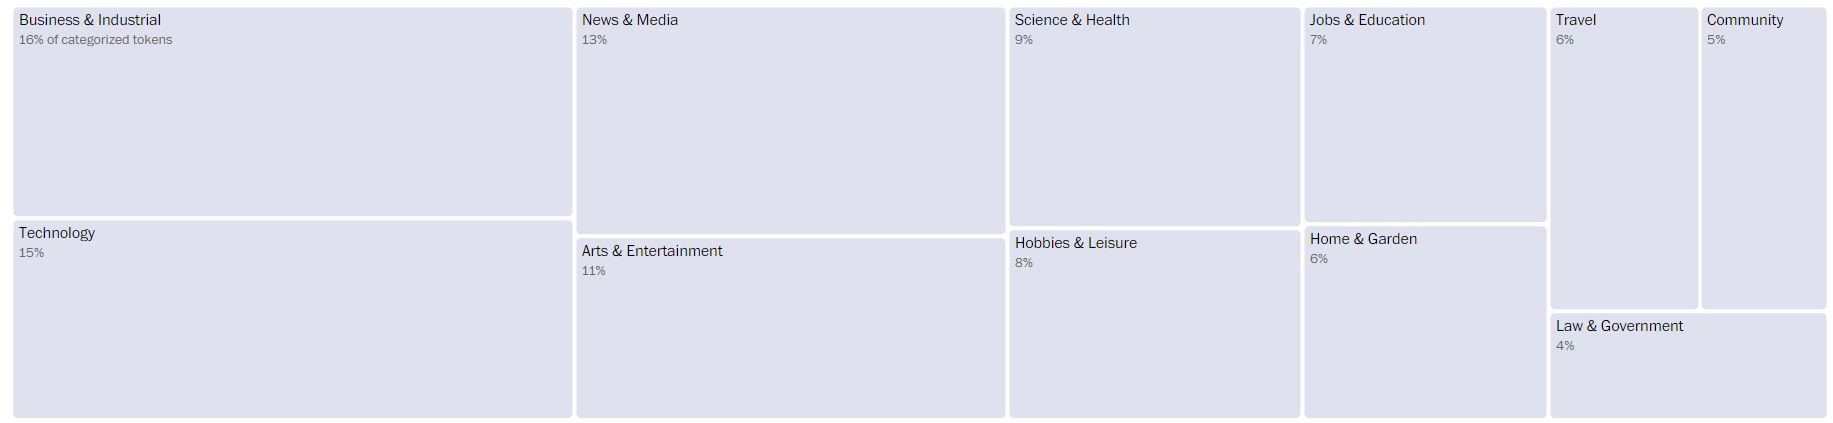 Business & Industrial
16% of categorized tokens
Technology
15%
News & Media
13%
Arts & Entertainment
11%
Science & Health
9%
Hobbies & Leisure
8%
Jobs & Education
7%
Home & Garden
6%
Travel
6%
Community
5%
Law & Government
4%